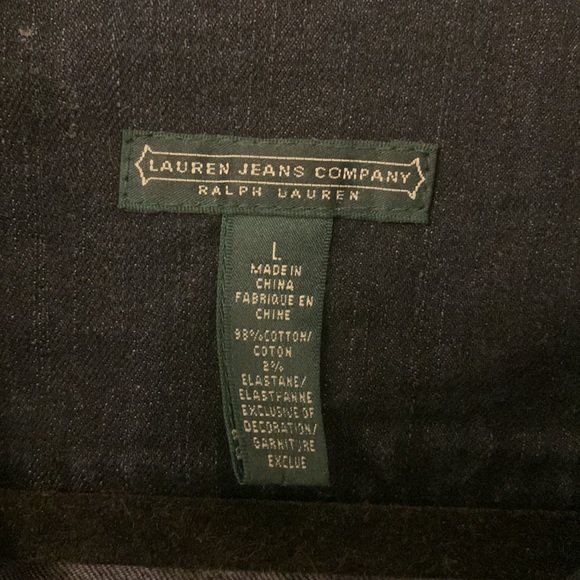 LAUREN JEANS COMPANY
RALPH LAUREN
L
MADE IN
CHINA
FABRIQUE EN
CHINE
98% COTTON/
COTON
2%
ELASTANE/
ELASTHANNE
EXCLUSIVE OF
DECORATION/
GARNITURE
EXCLUE